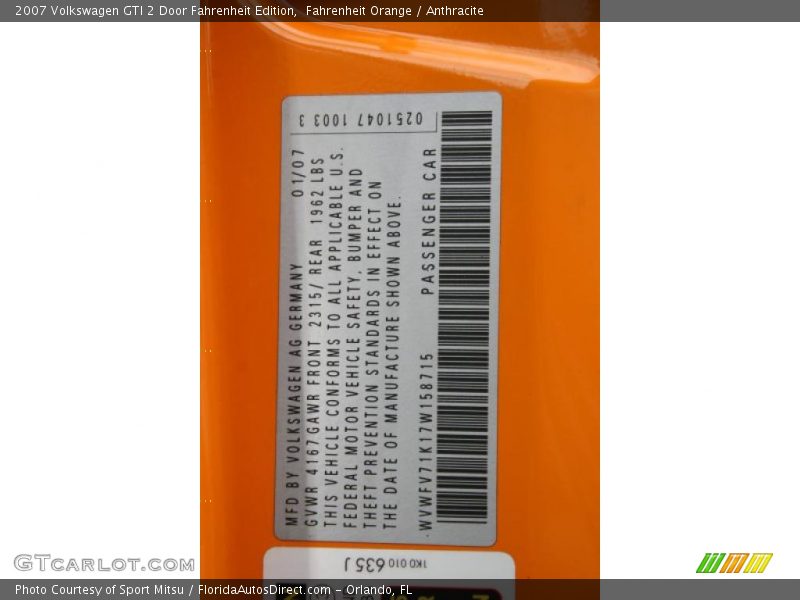 2007 Volkswagen GTI 2 Door Fahrenheit Edition,  Fahrenheit Orange / Anthracite
MFD BY VOLKSWAGEN AG GERMANY 01/07
GVWR 4167 GAWR FRONT 2315/ REAR 1962 LBS
THIS VEHICLE CONFORMS TO ALL APPLICABLE U.S.
FEDERAL MOTOR VEHICLE SAFETY, BUMPER AND
THEFT PREVENTION STANDARDS IN EFFECT ON
THE DATE OF MANUFACTURE SHOWN ABOVE.
WVWFV71K17W158715 PASSENGER CAR
0251047 1003 3
1K0 010 635 J
GTcarlot.com
Photo Courtesy of Sport Mitsu / FloridaAutosDirect.com – Orlando, FL